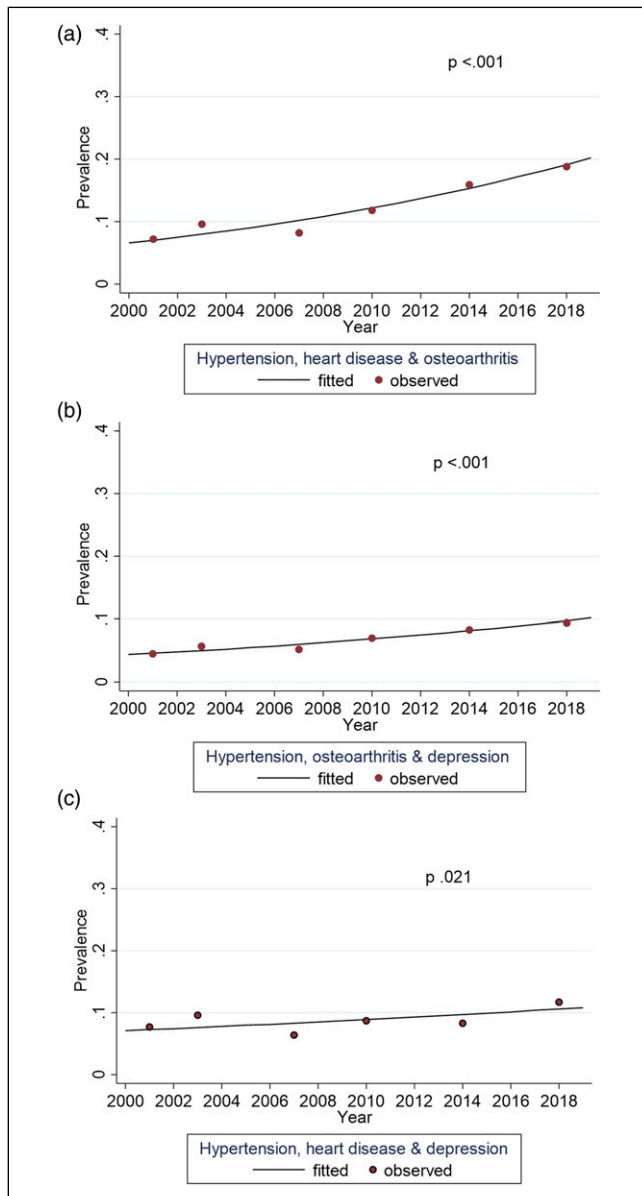 (a)
.4
p <.001
.3
.2
.1
0
Prevalence
2000 2002 2004 2006 2008 2010 2012 2014 2016 2018
Year
Hypertension, heart disease & osteoarthritis
fitted observed
(b)
.4
p <.001
.3
.2
.1
0
Prevalence
2000 2002 2004 2006 2008 2010 2012 2014 2016 2018
Year
Hypertension, osteoarthritis & depression
fitted observed
(c)
.4
p .021
.3
.2
.1
0
Prevalence
2000 2002 2004 2006 2008 2010 2012 2014 2016 2018
Year
Hypertension, heart disease & depression
fitted observed